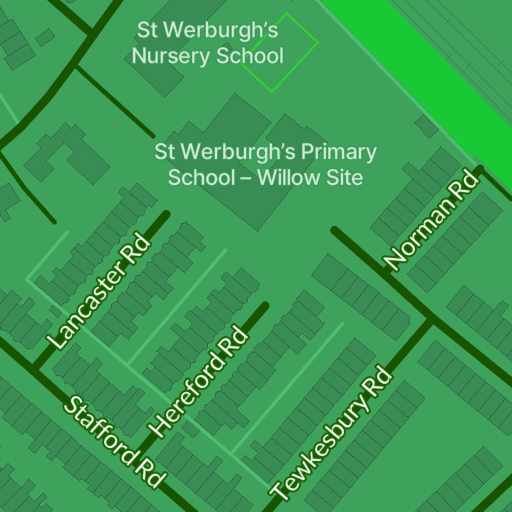 St Werburgh’s
Nursery School
St Werburgh’s Primary
School – Willow Site
Norman Rd
Lancaster Rd
Hereford Rd
Tewkesbury Rd
Stafford Rd